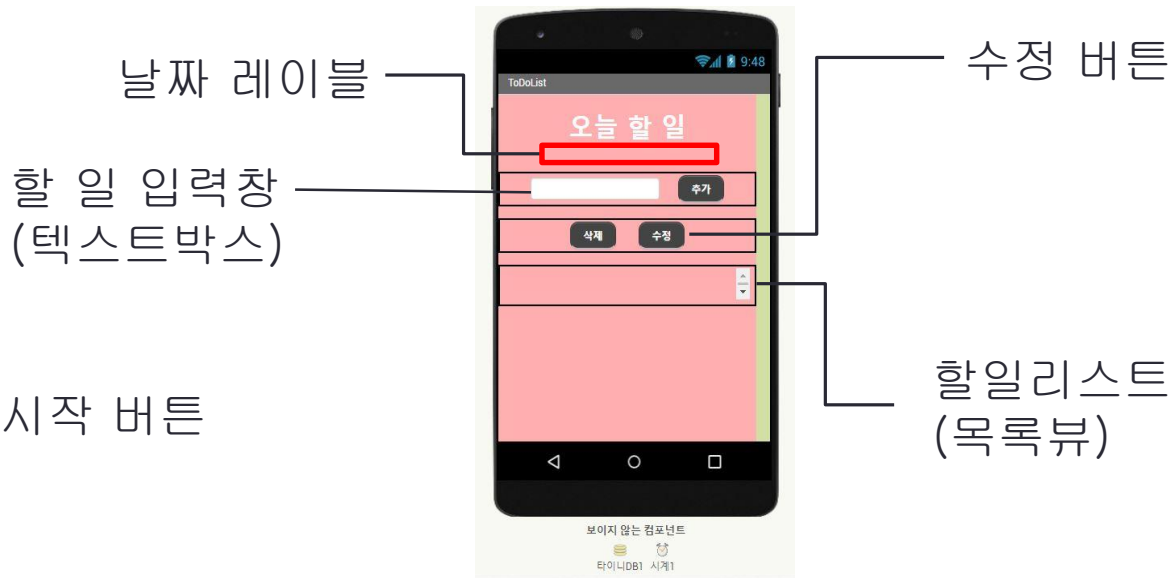 날짜 레이블
할 일 입력창
(텍스트박스)
시작 버튼
9:48
ToDoList
오늘 할 일
추가
삭제
수정
보이지 않는 컴포넌트
타이니DB1
시계1
수정 버튼
할일리스트
(목록뷰)